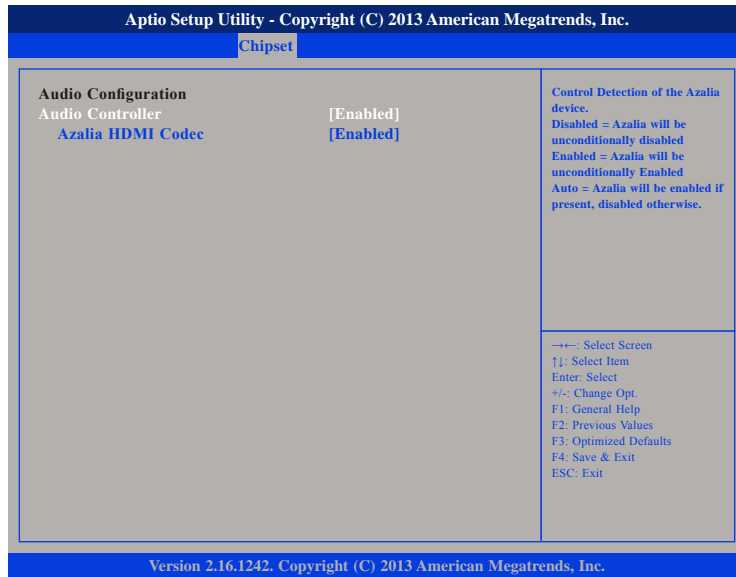 Aptio Setup Utility - Copyright (C) 2013 American Megatrends, Inc.
Chipset
Audio Configuration
Audio Controller [Enabled]
Azalia HDMI Codec [Enabled]
Control Detection of the Azalia
device.
Disabled = Azalia will be
unconditionally disabled
Enabled = Azalia will be
unconditionally Enabled
Auto = Azalia will be enabled if
present, disabled otherwise.
→←: Select Screen
↑↓: Select Item
Enter: Select
+/-: Change Opt.
F1: General Help
F2: Previous Values
F3: Optimized Defaults
F4: Save & Exit
ESC: Exit
Version 2.16.1242. Copyright (C) 2013 American Megatrends, Inc.